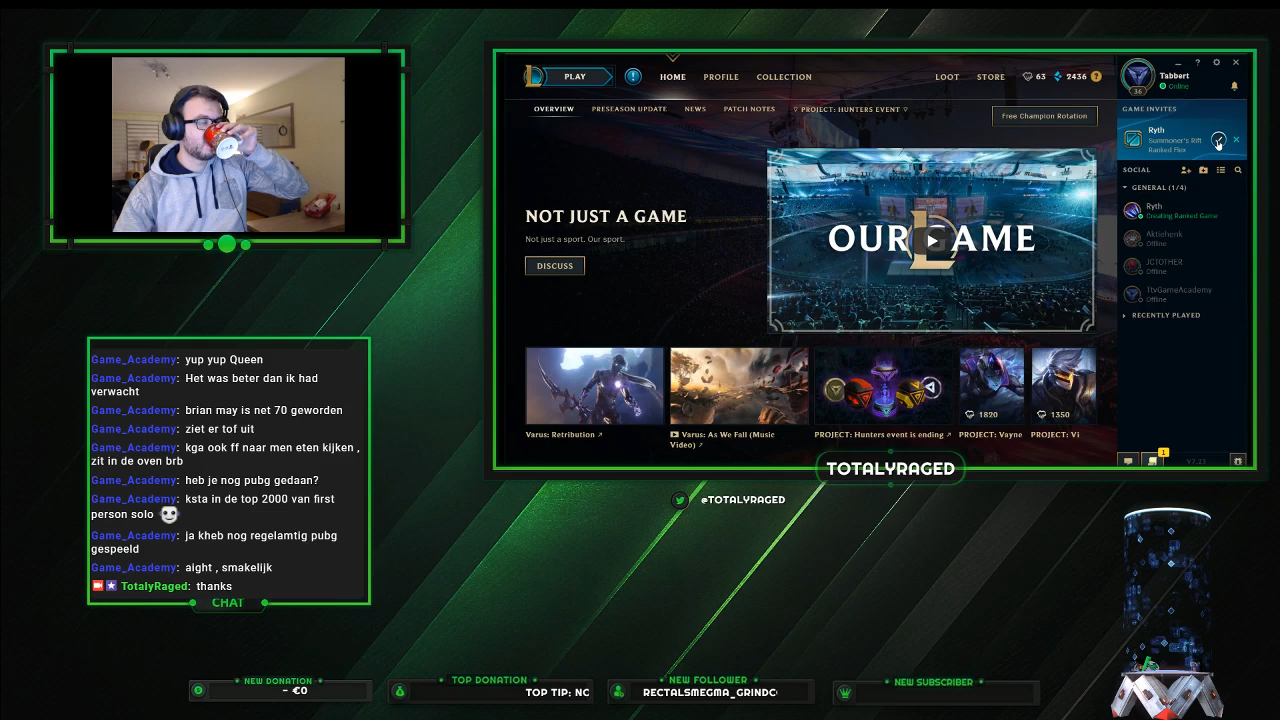 PLAY
HOME
PROFILE
COLLECTION
LOOT
STORE
63
2436
Tabbert
Online
36
OVERVIEW
PRESEASON UPDATE
NEWS
PATCH NOTES
PROJECT: HUNTERS EVENT
Free Champion Rotation
GAME INVITES
Ryth
Summoner's Rift
Ranked Flex
SOCIAL
GENERAL (1/4)
Ryth
Creating Ranked Game
Aktiehenk
Offline
JCTOTHER
Offline
TtvGameAcademy
Offline
RECENTLY PLAYED
NOT JUST A GAME
Not just a sport. Our sport.
DISCUSS
OUR GAME
1820
1350
Varus: Retribution
Varus: As We Fall (Music
Video)
PROJECT: Hunters event is ending
PROJECT: Vayne
PROJECT: Vi
1
V7.23
TOTALYRAGED
@TOTALYRAGED
Game_Academy: yup yup Queen
Game_Academy: Het was beter dan ik had
verwacht
Game_Academy: brian may is net 70 geworden
Game_Academy: ziet er tof uit
Game_Academy: kga ook ff naar men eten kijken ,
zit in de oven brb
Game_Academy: heb je nog pubg gedaan?
Game_Academy: ksta in de top 2000 van first
person solo
Game_Academy: ja kheb nog regelamtig pubg
gespeeld
Game_Academy: aight , smakelijk
TotalyRaged: thanks
CHAT
NEW DONATION
- €0
TOP DONATION
TOP TIP: NC
NEW FOLLOWER
RECTALSMEGMA_GRINDC
NEW SUBSCRIBER